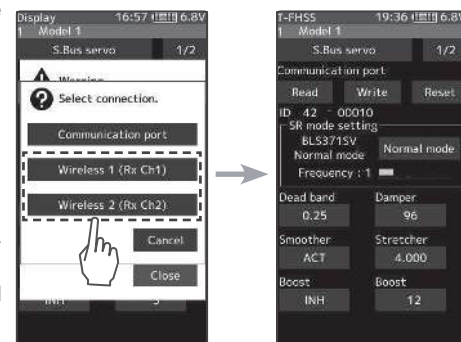 Display 16:57 6.8V
1 Model 1
S.Bus servo 1/2
Warning
Select connection.
Communication port
Wireless 1 (Rx Ch1)
Wireless 2 (Rx Ch2)
Cancel
Close
INH
T-FHSS 19:36 6.8V
1 Model 1
S.Bus servo 1/2
Communication port
Read Write Reset
ID 42 - 00010
SR mode setting
BLS371SV
Normal mode Normal mode
Frequency : 1
Dead band Damper
0.25 96
Smoother Stretcher
ACT 4.000
Boost Boost
INH 12